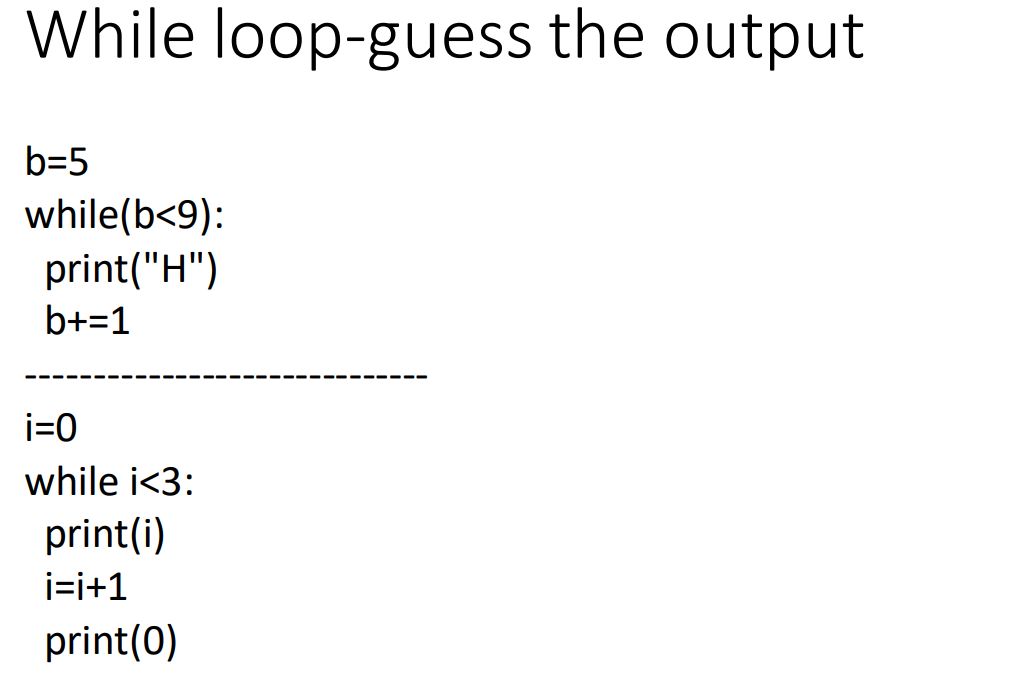 While loop-guess the output
b=5
while(b<9):
print("H")
b+=1
------------------------------
i=0
while i<3:
print(i)
i=i+1
print(0)